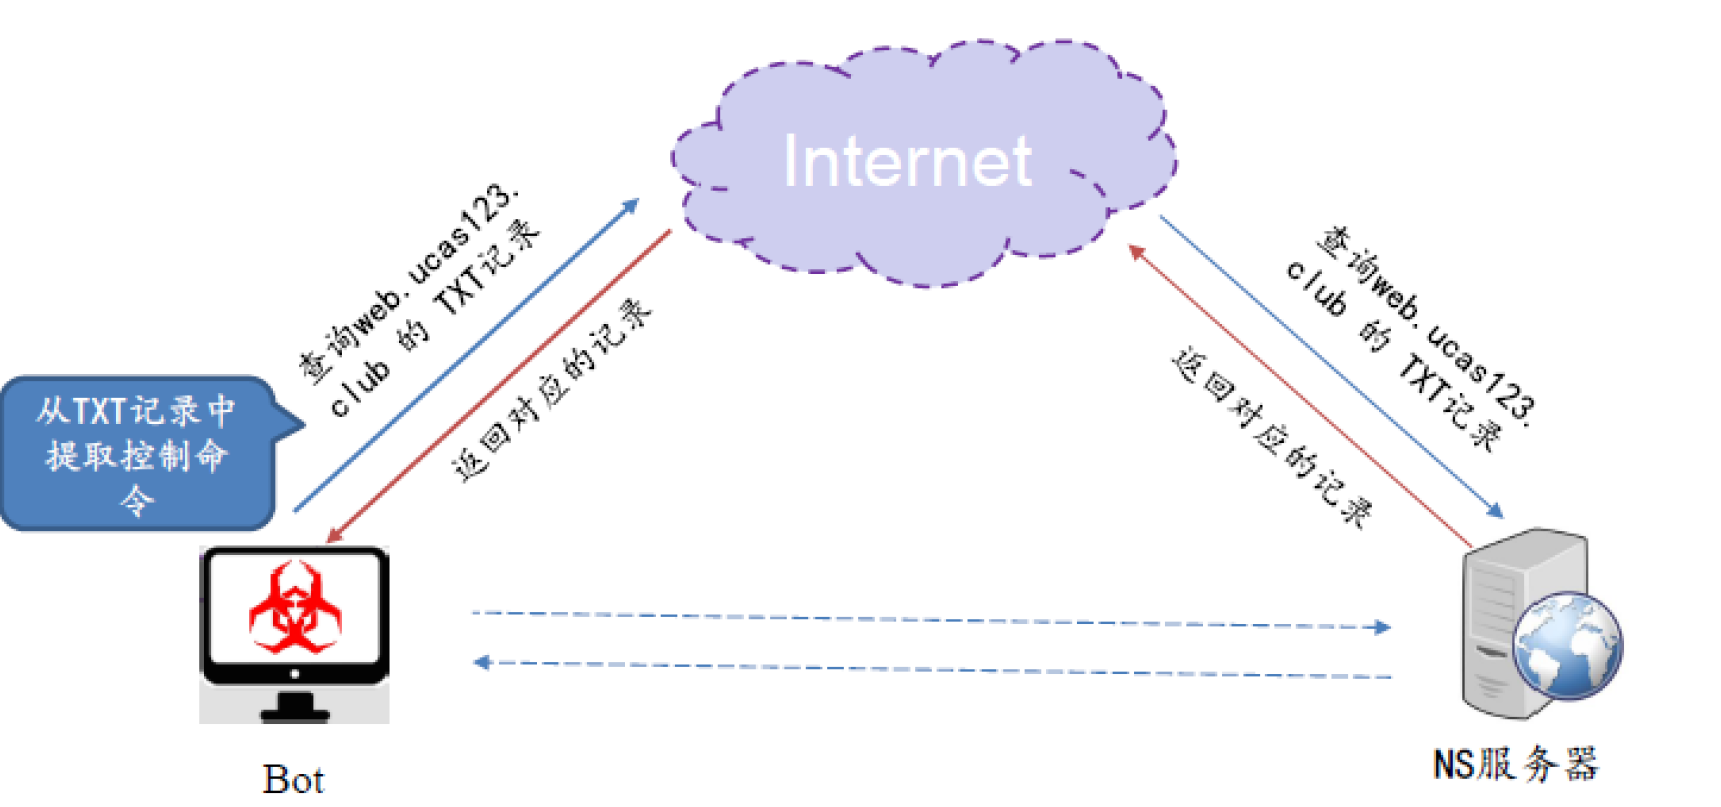 Internet
查询web.ucas123.
club 的 TXT记录
返回对应的记录
查询web.ucas123.
club 的 TXT记录
返回对应的记录
从TXT记录中
提取控制命
令
Bot
NS服务器